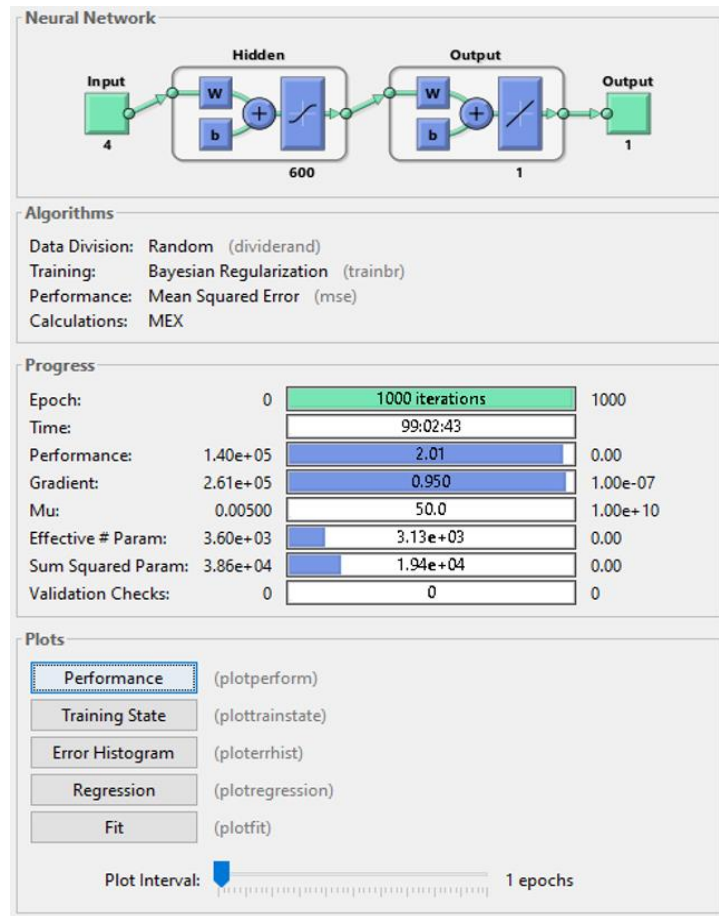 Neural Network
Hidden Output
Input Output
W W
+ +
b b
4 1
600 1
Algorithms
Data Division: Random (dividerand)
Training: Bayesian Regularization (trainbr)
Performance: Mean Squared Error (mse)
Calculations: MEX
Progress
Epoch: 0 1000 iterations 1000
Time: 99:02:43
Performance: 1.40e+05 2.01 0.00
Gradient: 2.61e+05 0.950 1.00e-07
Mu: 0.00500 50.0 1.00e+10
Effective # Param: 3.60e+03 3.13e+03 0.00
Sum Squared Param: 3.86e+04 1.94e+04 0.00
Validation Checks: 0 0 0
Plots
Performance (plotperform)
Training State (plottrainstate)
Error Histogram (ploterrhist)
Regression (plotregression)
Fit (plotfit)
Plot Interval: 1 epochs